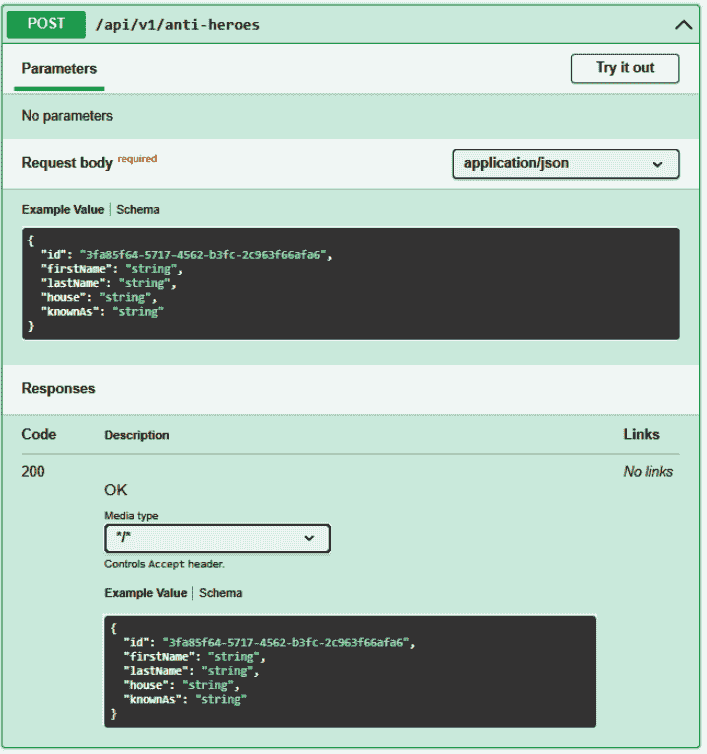 POST /api/v1/anti-heroes
Parameters Try it out
No parameters
Request body required application/json
Example Value | Schema
{
"id": "3fa85f64-5717-4562-b3fc-2c963f66afa6",
"firstName": "string",
"lastName": "string",
"house": "string",
"knownAs": "string"
}
Responses
Code Description Links
200 No links
OK
Media type
*/*
Controls Accept header.
Example Value | Schema
{
"id": "3fa85f64-5717-4562-b3fc-2c963f66afa6",
"firstName": "string",
"lastName": "string",
"house": "string",
"knownAs": "string"
}